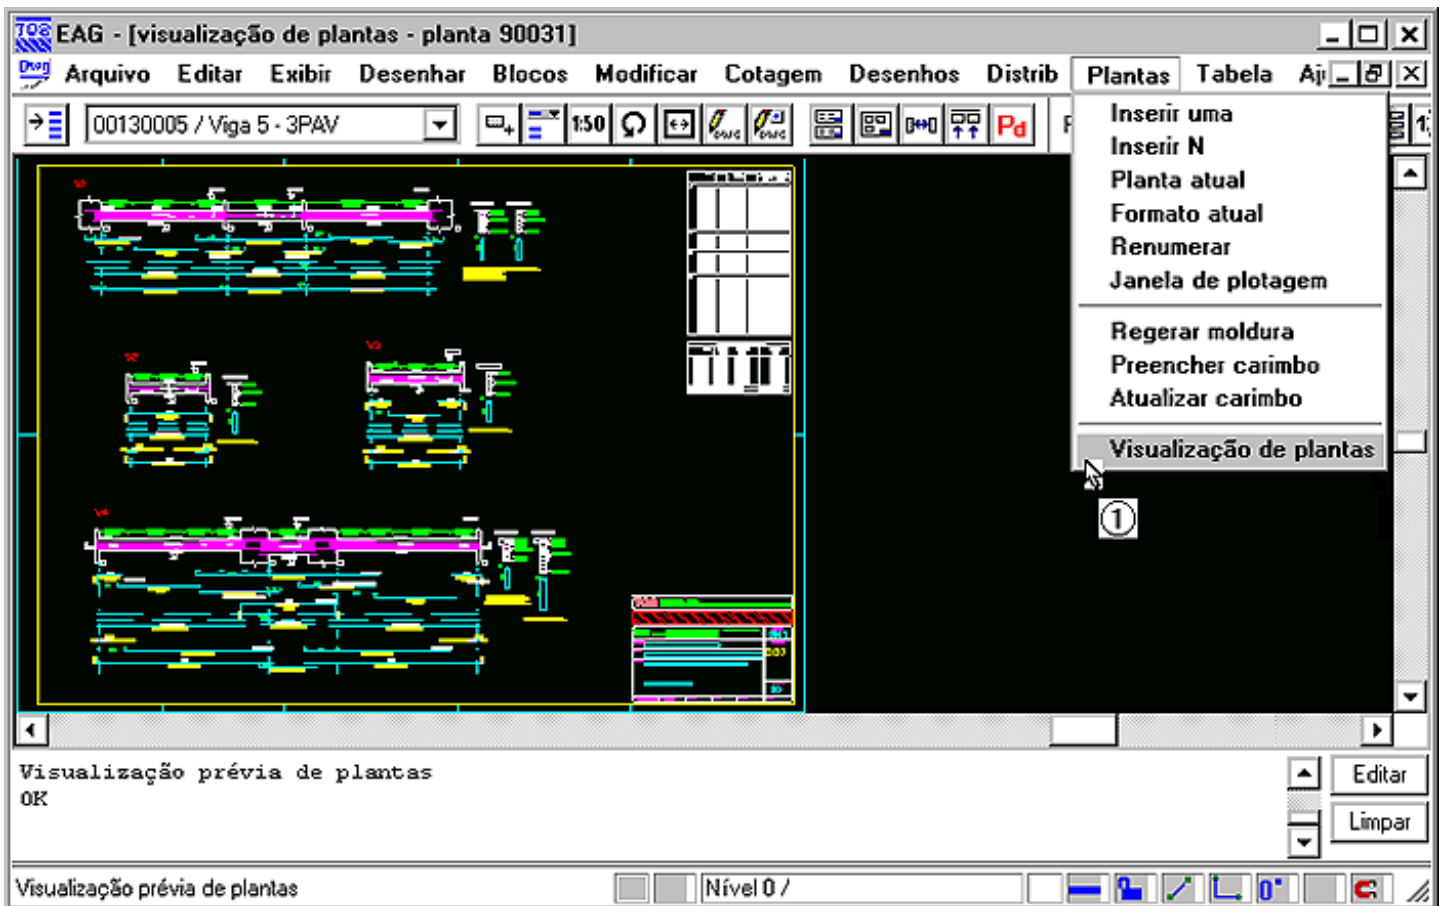 TQS EAG - [visualização de plantas - planta 90031]
Arquivo Editar Exibir Desenhar Blocos Modificar Cotagem Desenhos Distrib Plantas Tabela
00130005 / Viga 5 - 3PAV 1:50 Pd
Inserir uma
Inserir N
Planta atual
Formato atual
Renumerar
Janela de plotagem
Regerar moldura
Preencher carimbo
Atualizar carimbo
Visualização de plantas
1
Visualização prévia de plantas
OK
Editar
Limpar
Visualização prévia de plantas Nível 0 /